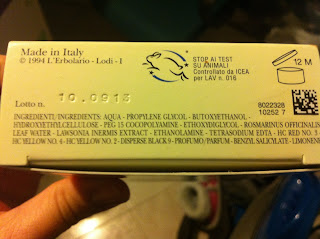 Made in Italy
© 1994 L'Erbolario - Lodi - I
STOP AI TEST
SU ANIMALI
Controllato da ICEA
per LAV n. 016
12 M
Lotto n.
10.0913
8022328
10252 7
INGREDIENTI/INGREDIENTS: AQUA - PROPYLENE GLYCOL - BUTOXYETHANOL -
HYDROXYETHYLCELLULOSE - PEG 15 COCOPOLYAMINE - ETHOXYDIGLYCOL - ROSMARINUS OFFICINALIS
LEAF WATER - LAWSONIA INERMIS EXTRACT - ETHANOLAMINE - TETRASODIUM EDTA - HC RED NO. 3 -
HC YELLOW NO. 4 - HC YELLOW NO. 2 - DISPERSE BLACK 9 - PROFUMO/PARFUM - BENZYL SALICYLATE - LIMONENE